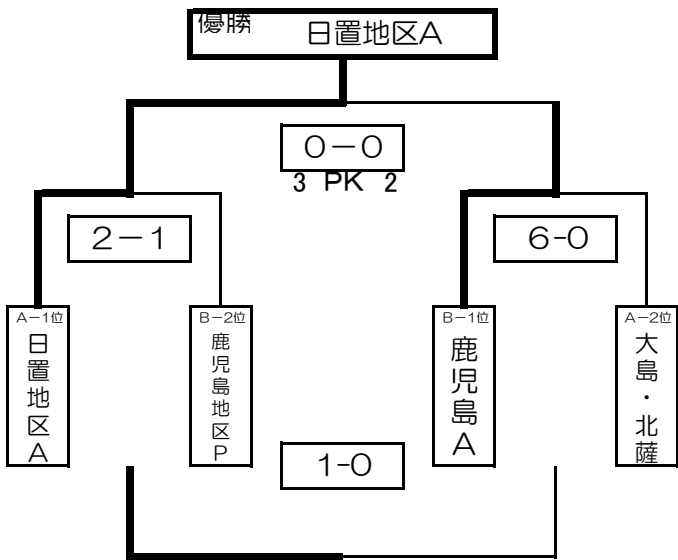 優勝 日置地区A
0-0
3 PK 2
2-1
6-0
A-1位
日置地区A
B-2位
鹿児島地区P
B-1位
鹿児島A
A-2位
大島・北薩
1-0